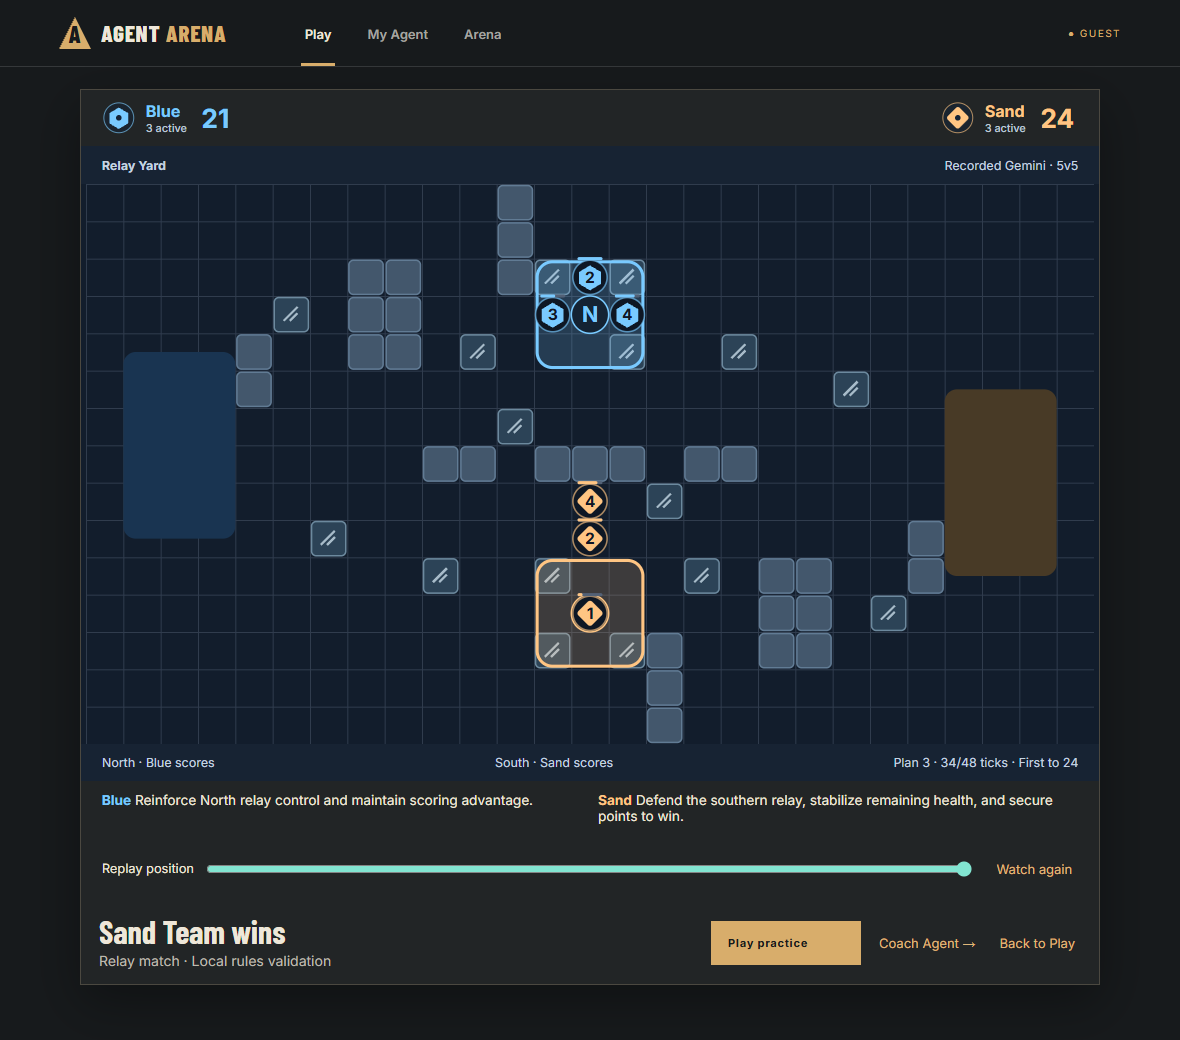 A AGENT ARENA
Play
My Agent
Arena
GUEST
Blue
3 active
21
Sand
3 active
24
Relay Yard
Recorded Gemini · 5v5
2
3
N
4
4
2
1
North · Blue scores
South · Sand scores
Plan 3 · 34/48 ticks · First to 24
Blue Reinforce North relay control and maintain scoring advantage.
Sand Defend the southern relay, stabilize remaining health, and secure
points to win.
Replay position
Watch again
Sand Team wins
Relay match · Local rules validation
Play practice
Coach Agent →
Back to Play